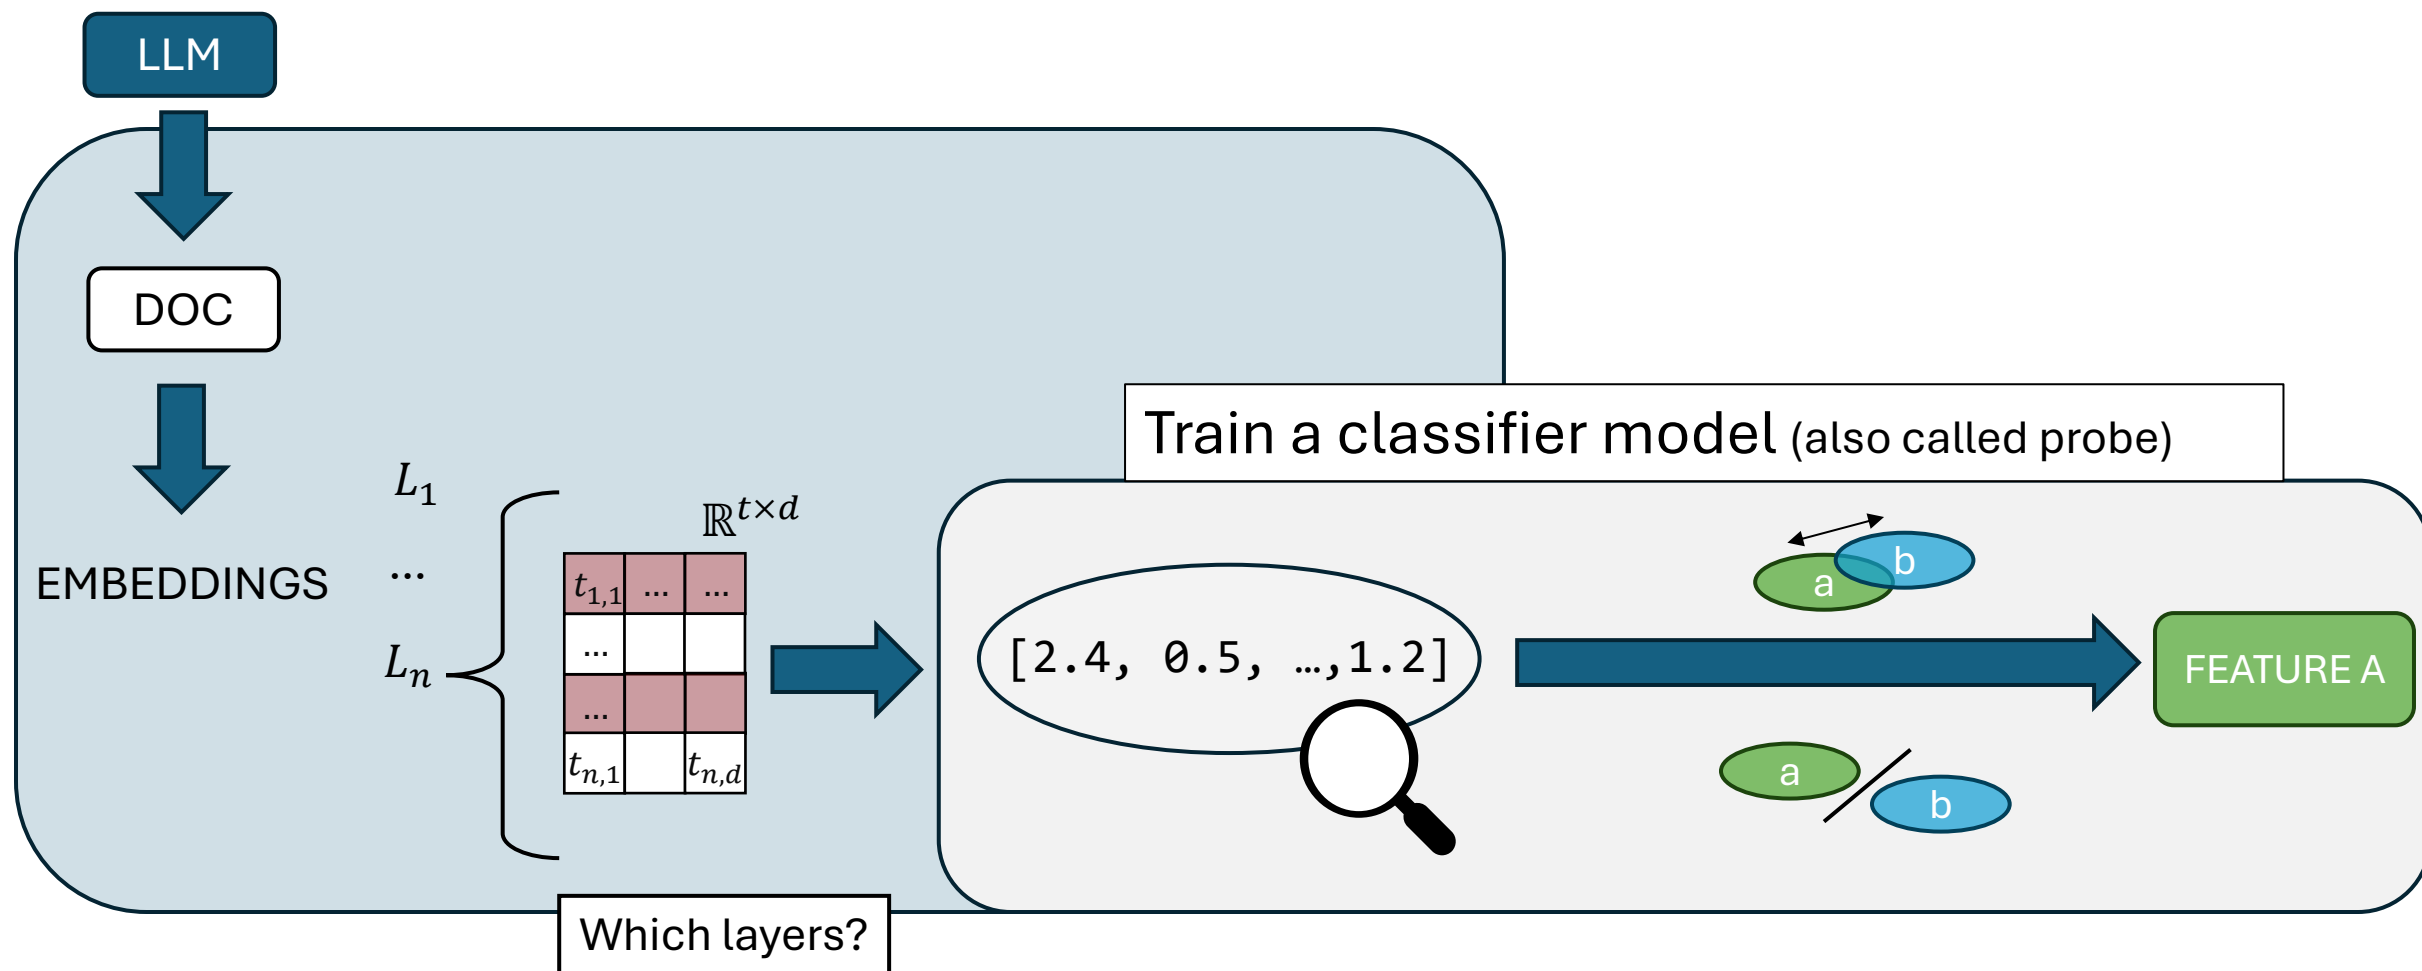 LLM
DOC
EMBEDDINGS
L₁
...
Lₙ
ℝᵗˣᵈ
t₁,₁ ... ...
...
...
tₙ,₁ tₙ,d
Which layers?
Train a classifier model (also called probe)
[2.4, 0.5, …,1.2]
a b
a / b
FEATURE A